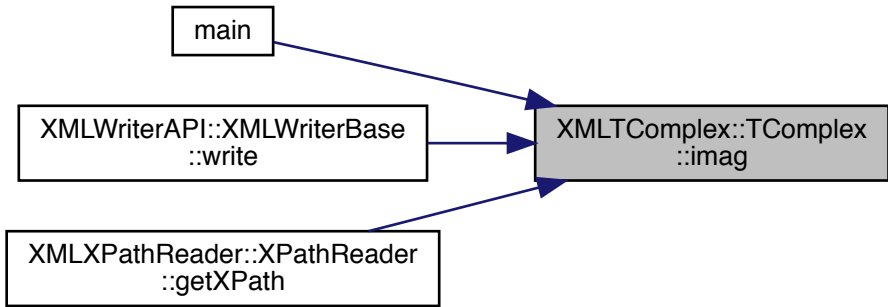 main
XMLWriterAPI::XMLWriterBase
::write
XMLXPathReader::XPathReader
::getXPath
XMLTComplex::TComplex
::imag